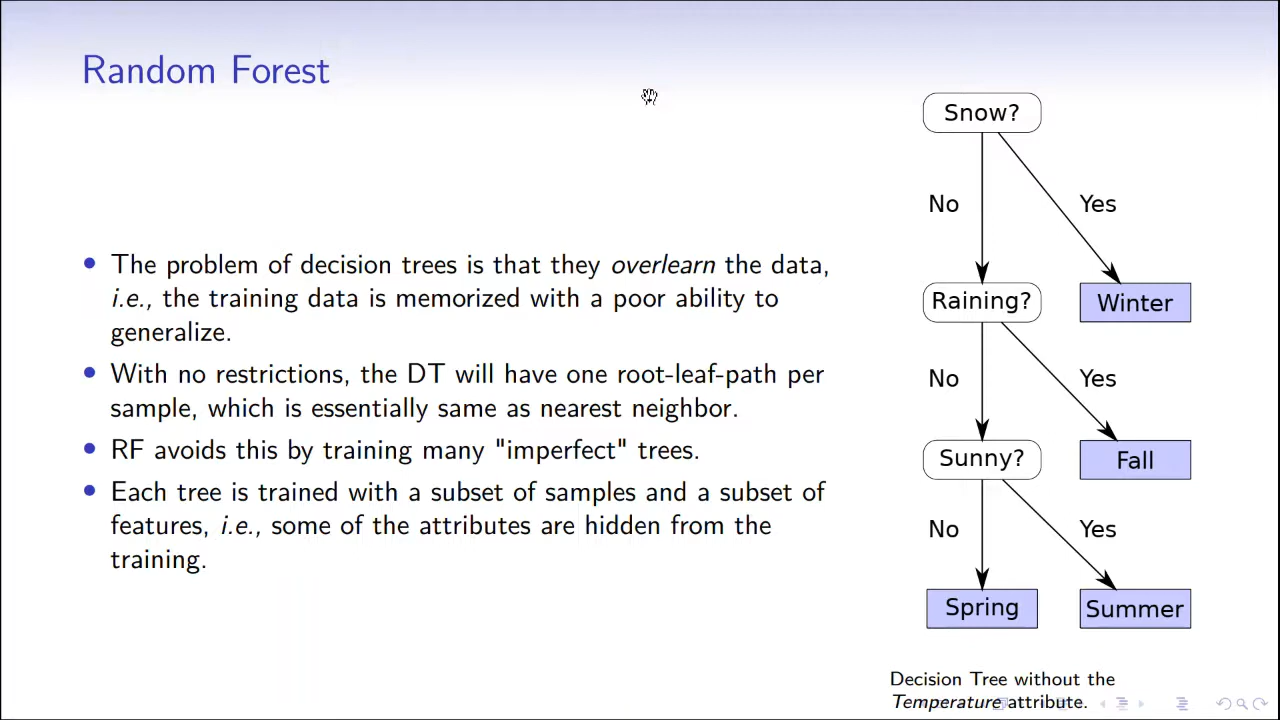 Random Forest
• The problem of decision trees is that they overlearn the data,
i.e., the training data is memorized with a poor ability to
generalize.
• With no restrictions, the DT will have one root-leaf-path per
sample, which is essentially same as nearest neighbor.
• RF avoids this by training many "imperfect" trees.
• Each tree is trained with a subset of samples and a subset of
features, i.e., some of the attributes are hidden from the
training.
Snow?
No
Yes
Raining?
Winter
No
Yes
Sunny?
Fall
No
Yes
Spring
Summer
Decision Tree without the
Temperature attribute.